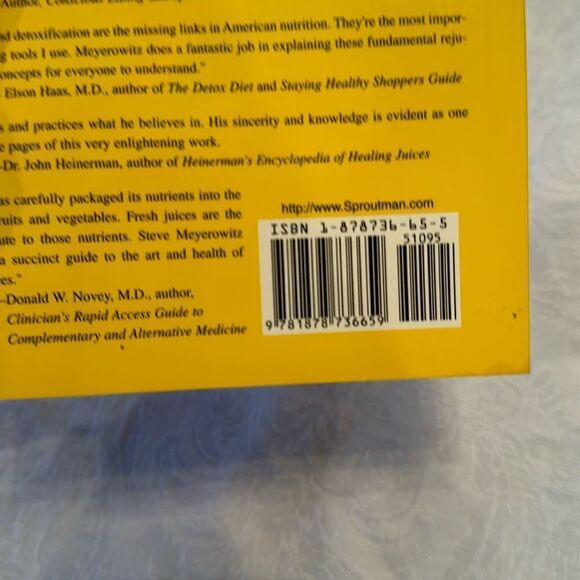 Author, Conscious Eating
d detoxification are the missing links in American nutrition. They're the most impor-
g tools I use. Meyerowitz does a fantastic job in explaining these fundamental reju-
oncepts for everyone to understand."
Elson Haas, M.D., author of The Detox Diet and Staying Healthy Shoppers Guide
s and practices what he believes in. His sincerity and knowledge is evident as one
e pages of this very enlightening work.
-Dr. John Heinerman, author of Heinerman's Encyclopedia of Healing Juices
as carefully packaged its nutrients into the
ruits and vegetables. Fresh juices are the
ute to those nutrients. Steve Meyerowitz
a succinct guide to the art and health of
es."
—Donald W. Novey, M.D., author,
Clinician's Rapid Access Guide to
Complementary and Alternative Medicine
http://www.Sproutman.com
ISBN 1-878736-65-5
51095
9 781878 736659